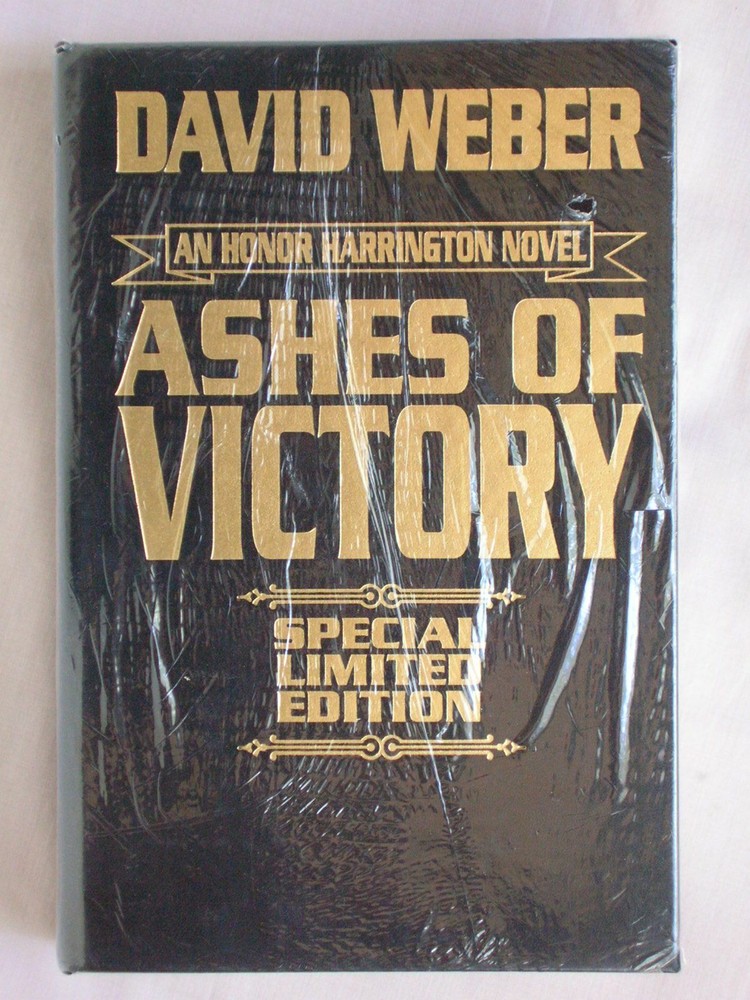 DAVID WEBER
AN HONOR HARRINGTON NOVEL
ASHES OF
VICTORY
SPECIAL
LIMITED
EDITION